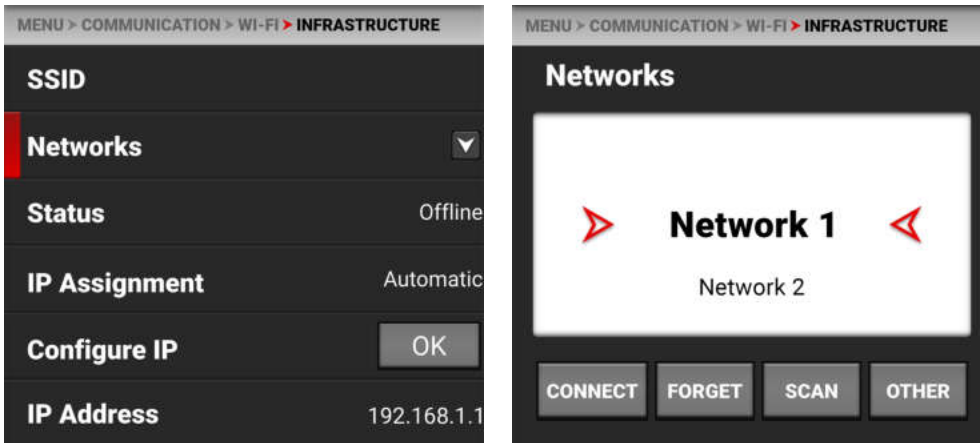 MENU > COMMUNICATION > WI-FI > INFRASTRUCTURE
SSID
Networks
Status Offline
IP Assignment Automatic
Configure IP OK
IP Address 192.168.1.1
MENU > COMMUNICATION > WI-FI > INFRASTRUCTURE
Networks
Network 1
Network 2
CONNECT FORGET SCAN OTHER